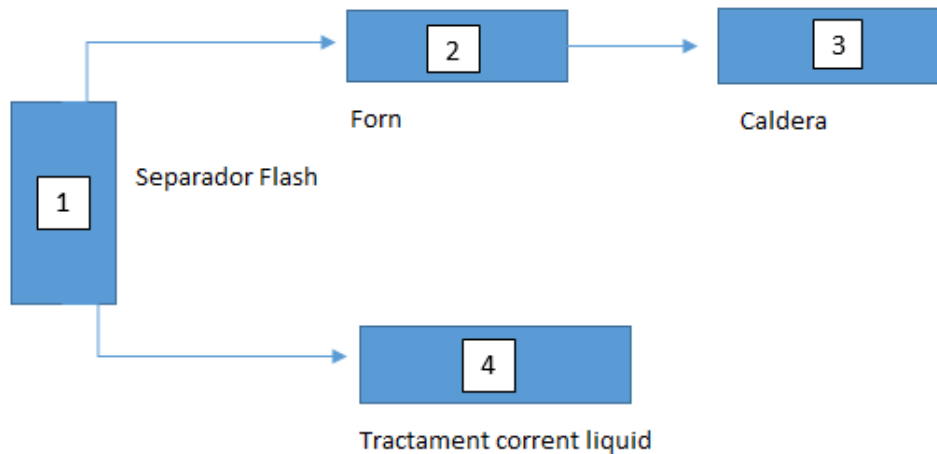 2
3
Forn
Caldera
Separador Flash
1
4
Tractament corrent liquid